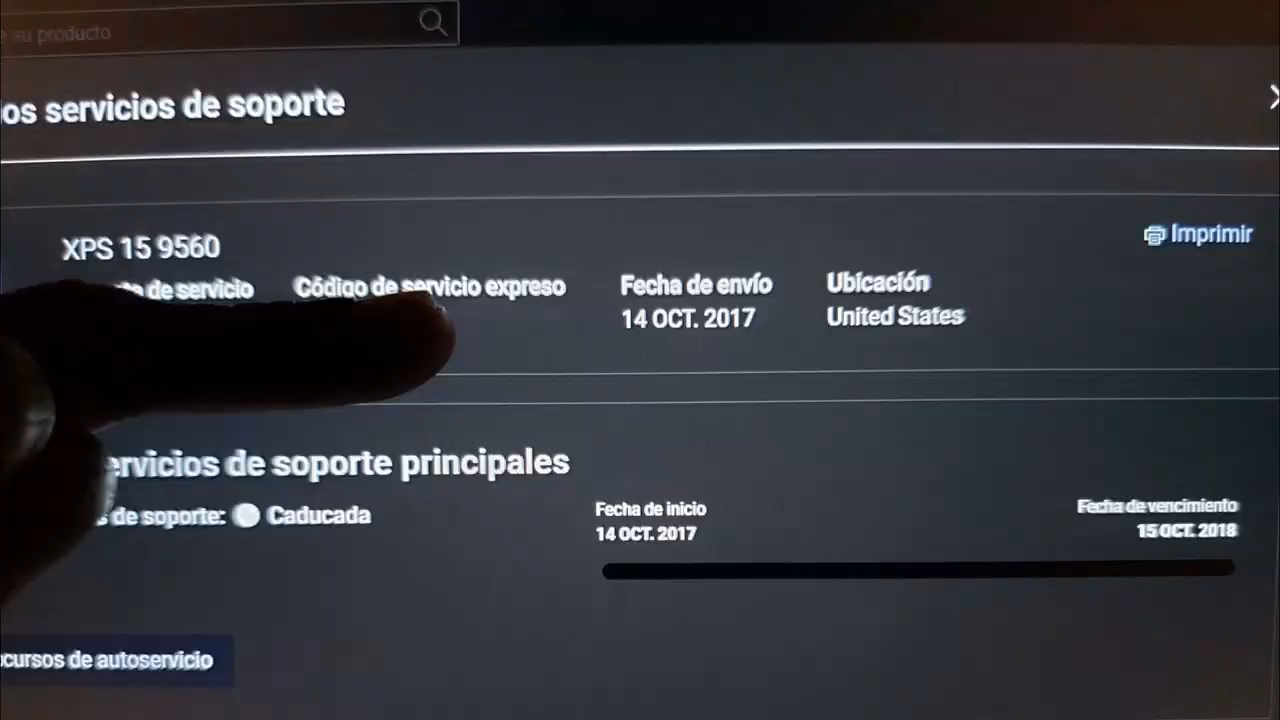 su producto
os servicios de soporte
XPS 15 9560
Imprimir
de servicio
Código de servicio expreso
Fecha de envío
Ubicación
14 OCT. 2017
United States
ervicios de soporte principales
de soporte: Caducada
Fecha de inicio
Fecha de vencimiento
14 OCT. 2017
15 OCT. 2018
cursos de autoservicio